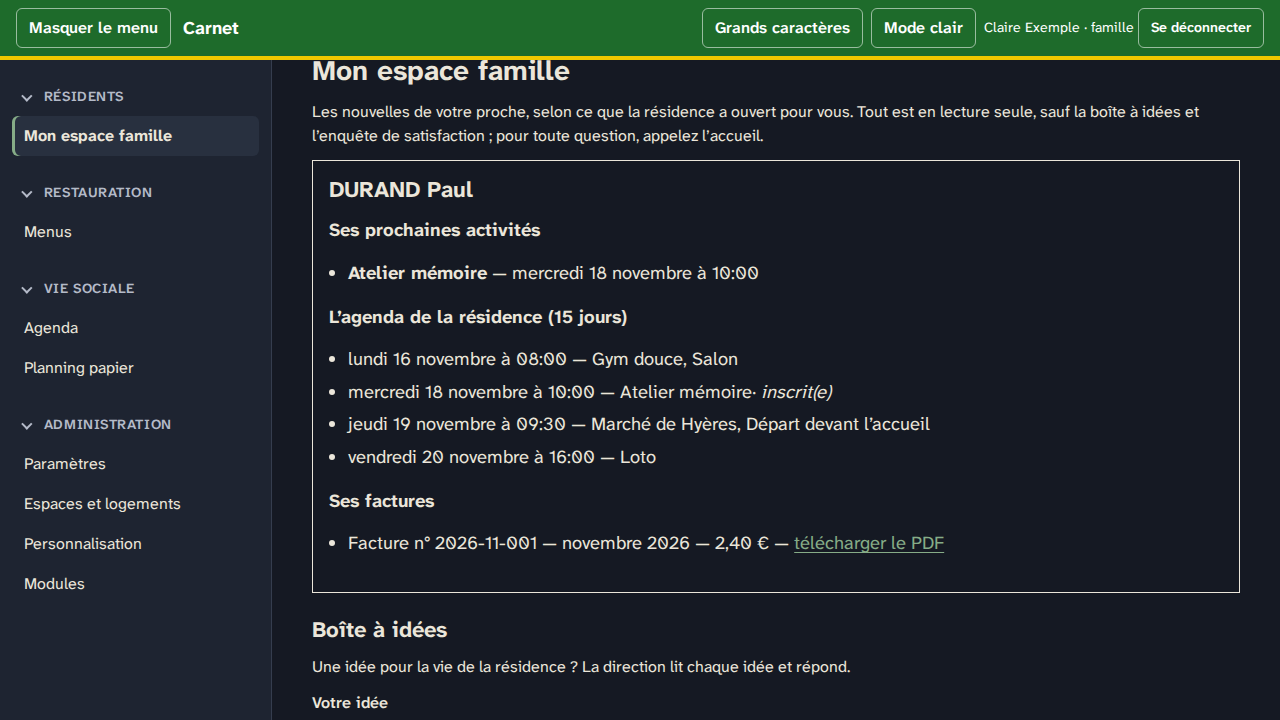 Masquer le menu
Carnet
Grands caractères
Mode clair
Claire Exemple · famille
Se déconnecter
RÉSIDENTS
Mon espace famille
RESTAURATION
Menus
VIE SOCIALE
Agenda
Planning papier
ADMINISTRATION
Paramètres
Espaces et logements
Personnalisation
Modules
Mon espace famille
Les nouvelles de votre proche, selon ce que la résidence a ouvert pour vous. Tout est en lecture seule, sauf la boîte à idées et
l’enquête de satisfaction ; pour toute question, appelez l’accueil.
DURAND Paul
Ses prochaines activités
Atelier mémoire — mercredi 18 novembre à 10:00
L’agenda de la résidence (15 jours)
lundi 16 novembre à 08:00 — Gym douce, Salon
mercredi 18 novembre à 10:00 — Atelier mémoire· inscrit(e)
jeudi 19 novembre à 09:30 — Marché de Hyères, Départ devant l’accueil
vendredi 20 novembre à 16:00 — Loto
Ses factures
Facture n° 2026-11-001 — novembre 2026 — 2,40 € — télécharger le PDF
Boîte à idées
Une idée pour la vie de la résidence ? La direction lit chaque idée et répond.
Votre idée